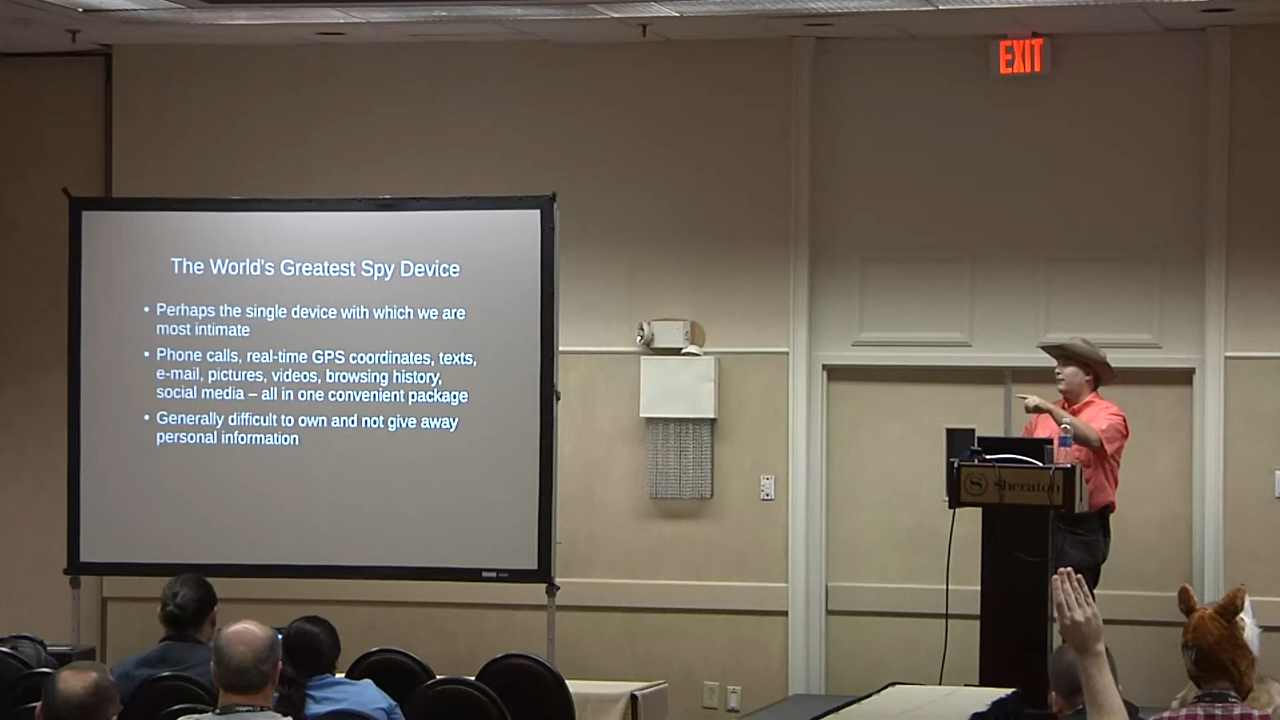 EXIT
The World's Greatest Spy Device
• Perhaps the single device with which we are
most intimate
• Phone calls, real-time GPS coordinates, texts,
e-mail, pictures, videos, browsing history,
social media – all in one convenient package
• Generally difficult to own and not give away
personal information
S Sheraton